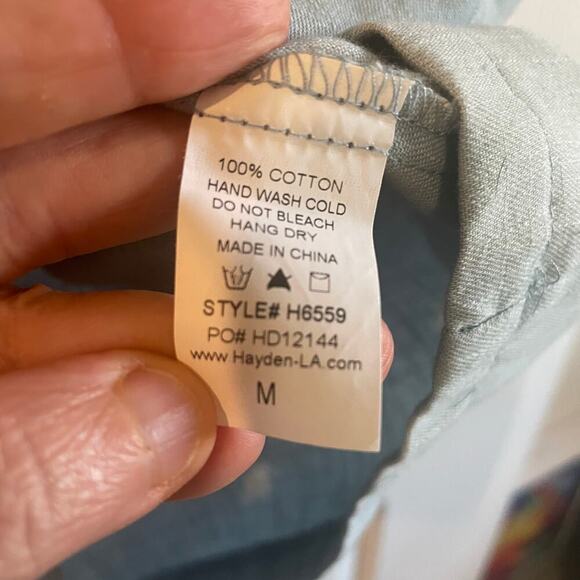 100% COTTON
HAND WASH COLD
DO NOT BLEACH
HANG DRY
MADE IN CHINA
STYLE# H6559
PO# HD12144
www.Hayden-LA.com
M